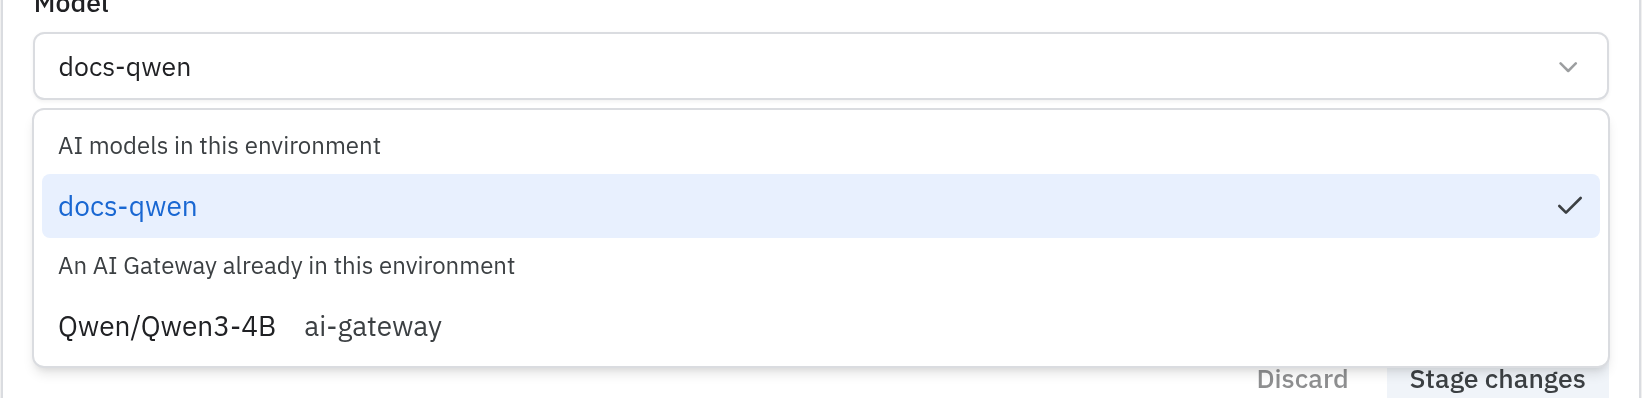 Model
docs-qwen
AI models in this environment
docs-qwen
An AI Gateway already in this environment
Qwen/Qwen3-4B ai-gateway
Discard Stage changes